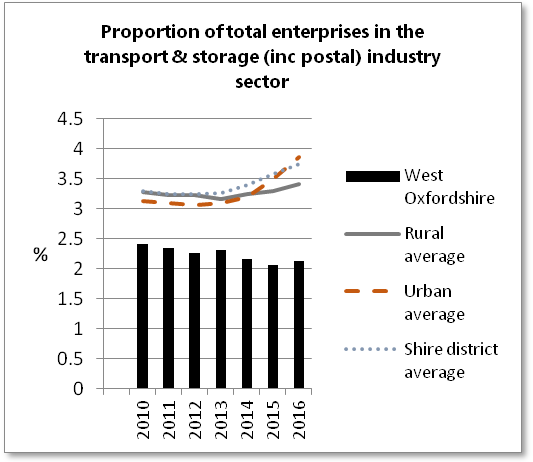 Proportion of total enterprises in the
transport & storage (inc postal) industry
sector
4.5
4
3.5
3
2.5
2
1.5
1
0.5
0
%
2010
2011
2012
2013
2014
2015
2016
West
Oxfordshire
Rural
average
Urban
average
Shire district
average